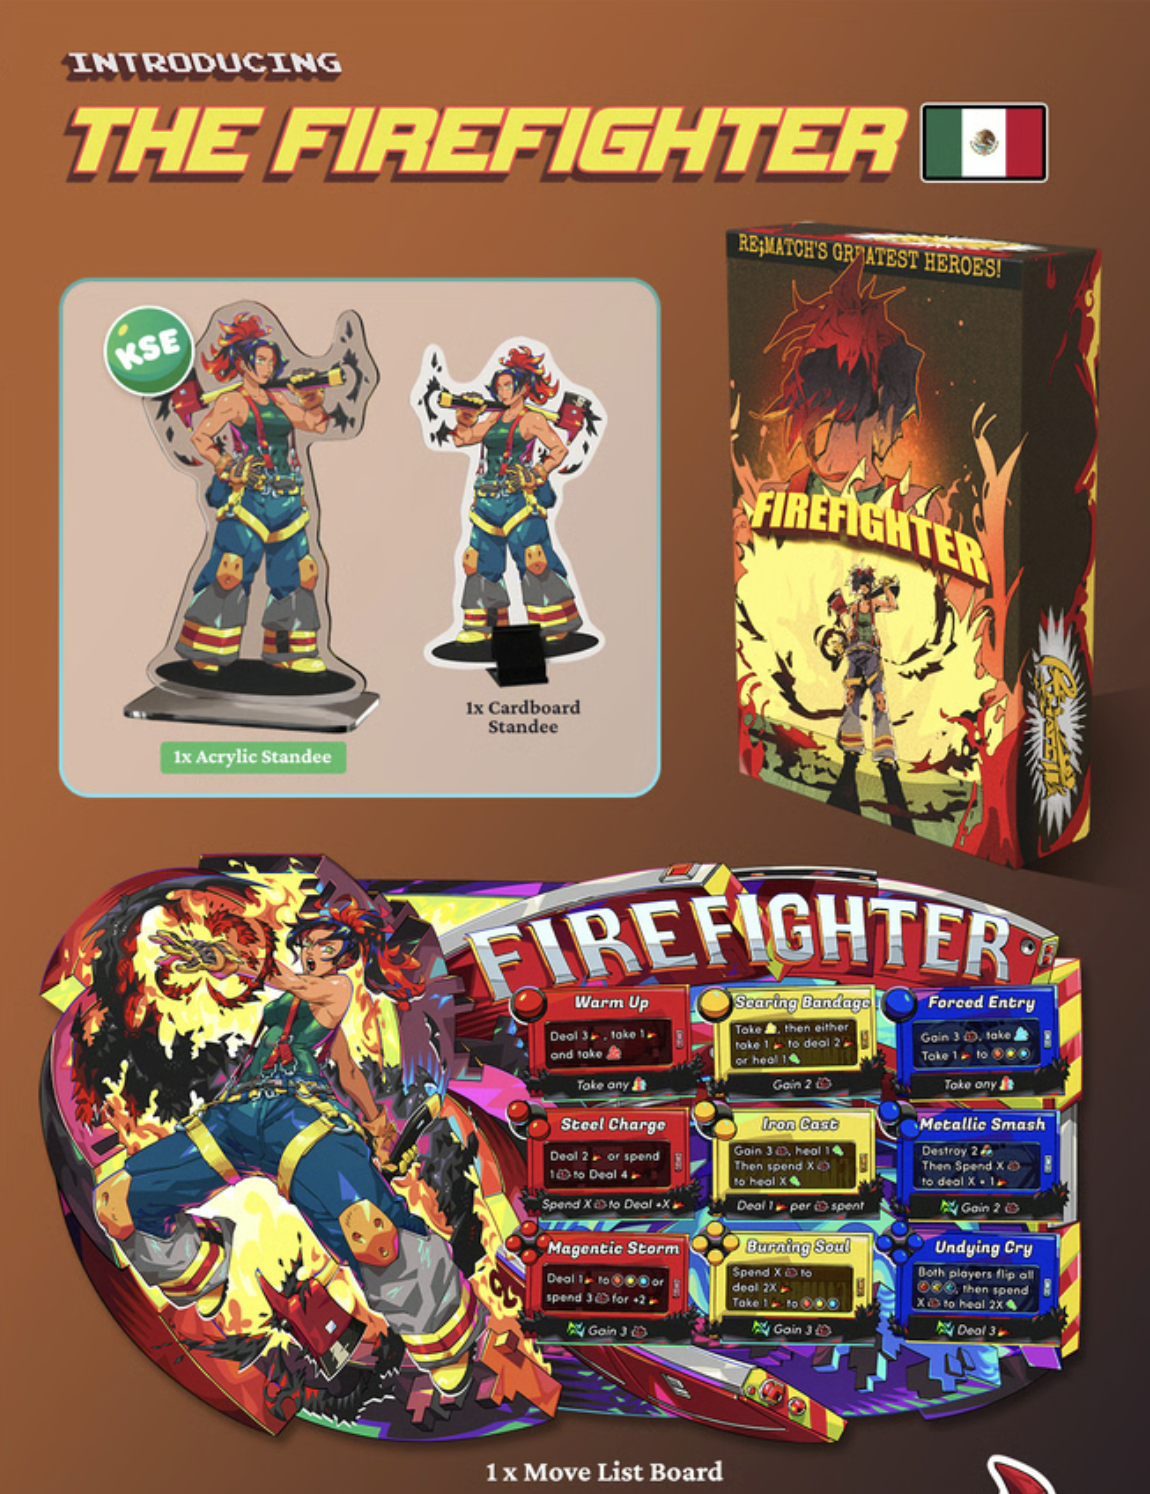 INTRODUCING
THE FIREFIGHTER
RE;MATCH'S GREATEST HEROES!
KSE
FIREFIGHTER
1x Cardboard
Standee
1x Acrylic Standee
FIREFIGHTER
Warm Up
Deal 3, take 1
and take
Take any
Searing Bandage
Take, then either
take 1 to deal 2
or heal 1
Gain 2
Forced Entry
Gain 3, take
Take 1 to
Take any
Steel Charge
Deal 2 or spend
1 to Deal 4
Spend X to Deal +X
Iron Cast
Gain 3, heal 1
Then spend X
to heal X
Deal 1 per spent
Metallic Smash
Destroy 2
Then Spend X
to deal X + 1
Gain 2
Magentic Storm
Deal 1 to or
spend 3 for +2
Gain 3
Burning Soul
Spend X to
deal 2X
Take 1 to
Gain 3
Undying Cry
Both players flip all
, then spend
X to heal 2X
Deal 3
1 x Move List Board